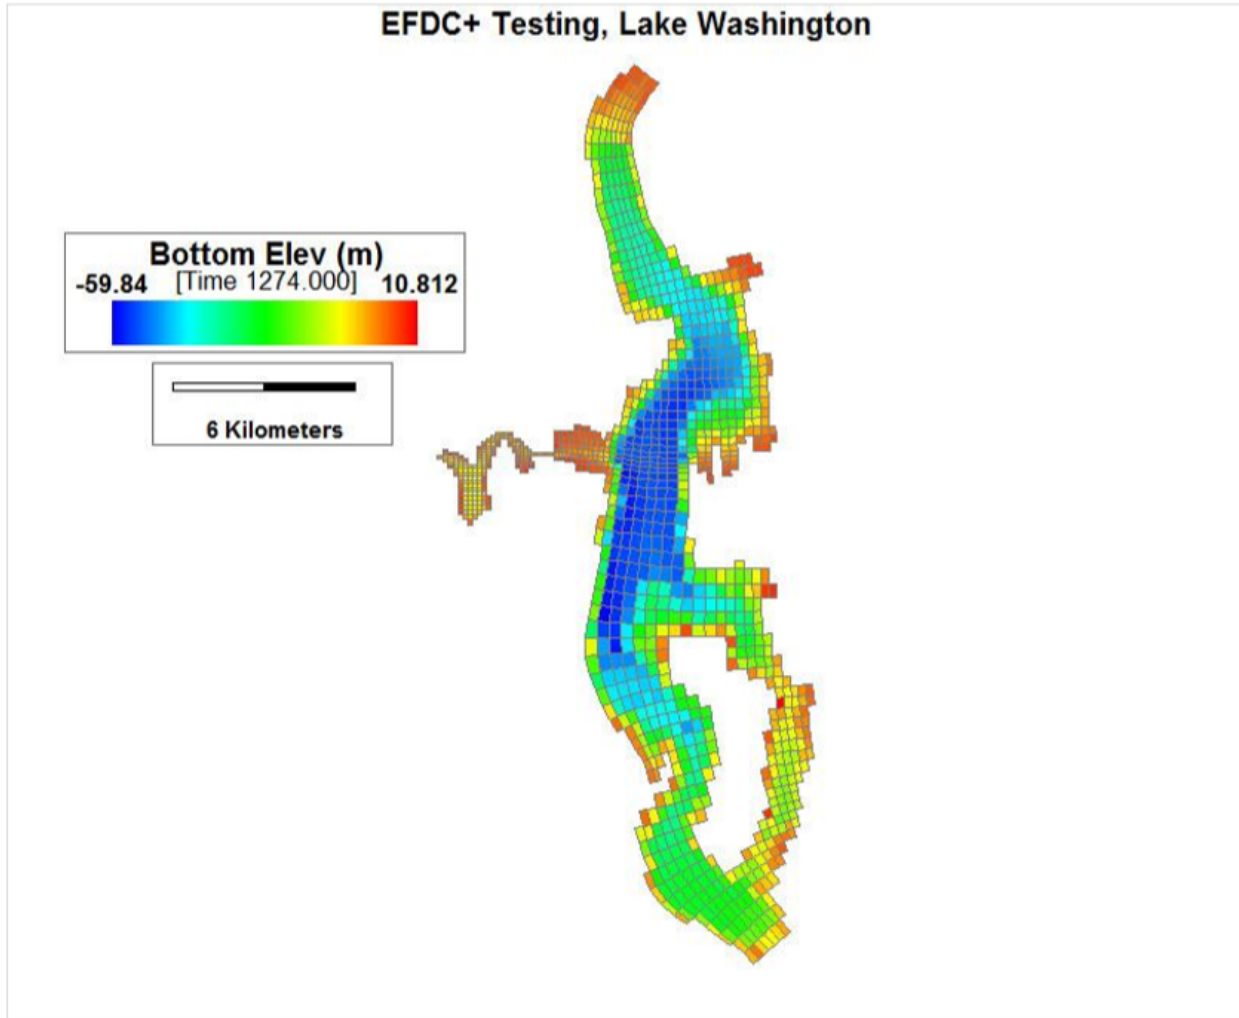 EFDC+ Testing, Lake Washington
Bottom Elev (m)
-59.84 [Time 1274.000] 10.812
6 Kilometers